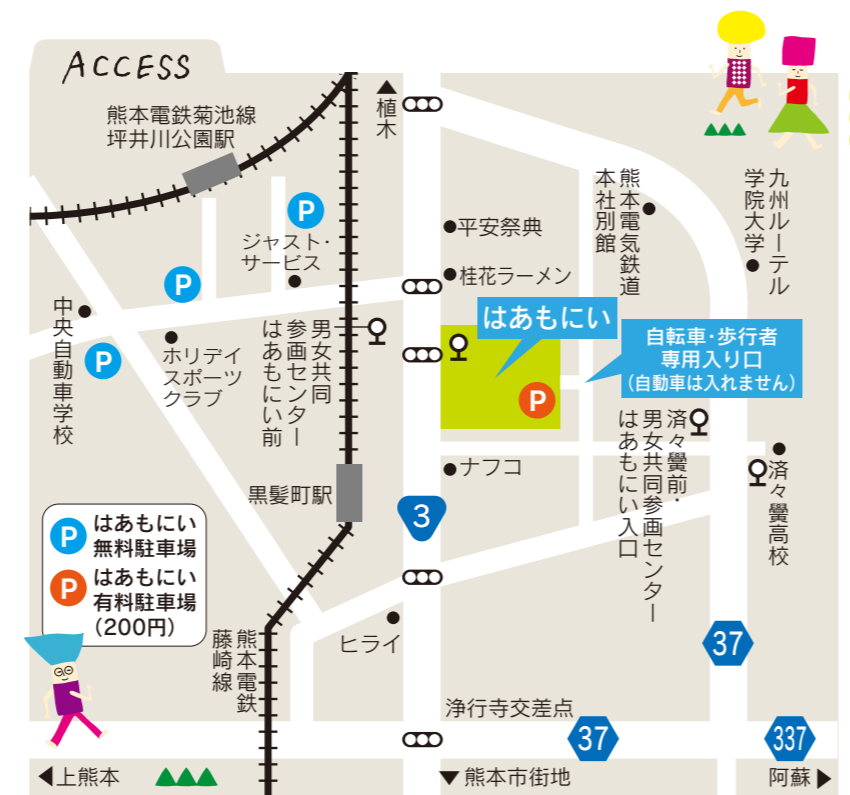 ACCESS
熊本電鉄菊池線
坪井川公園駅
▲植木
P
ジャスト・
サービス
P
平安祭典
桂花ラーメン
熊本電気鉄道
本社別館
九州ルーテル
学院大学
中央自動車学校
P
ホリデイ
スポーツ
クラブ
男女共同
参画センター
はあもにい前
はあもにい
P
自転車・歩行者
専用入り口
(自動車は入れません)
黒髪町駅
ナフコ
3
済々黌前・
男女共同参画センター
はあもにい入口
済々黌高校
P はあもにい
無料駐車場
P はあもにい
有料駐車場
(200円)
熊本電鉄
藤崎線
ヒライ
37
浄行寺交差点
37
337
◀上熊本
▼熊本市街地
阿蘇▶